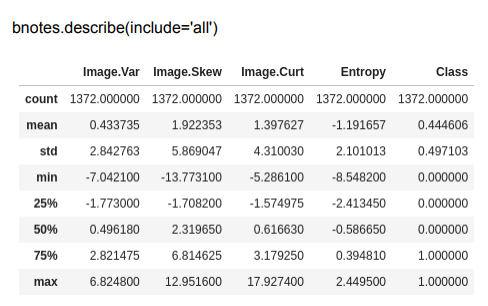 bnotes.describe(include='all')
Image.Var Image.Skew Image.Curt Entropy Class
count 1372.000000 1372.000000 1372.000000 1372.000000 1372.000000
mean 0.433735 1.922353 1.397627 -1.191657 0.444606
std 2.842763 5.869047 4.310030 2.101013 0.497103
min -7.042100 -13.773100 -5.286100 -8.548200 0.000000
25% -1.773000 -1.708200 -1.574975 -2.413450 0.000000
50% 0.496180 2.319650 0.616630 -0.586650 0.000000
75% 2.821475 6.814625 3.179250 0.394810 1.000000
max 6.824800 12.951600 17.927400 2.449500 1.000000